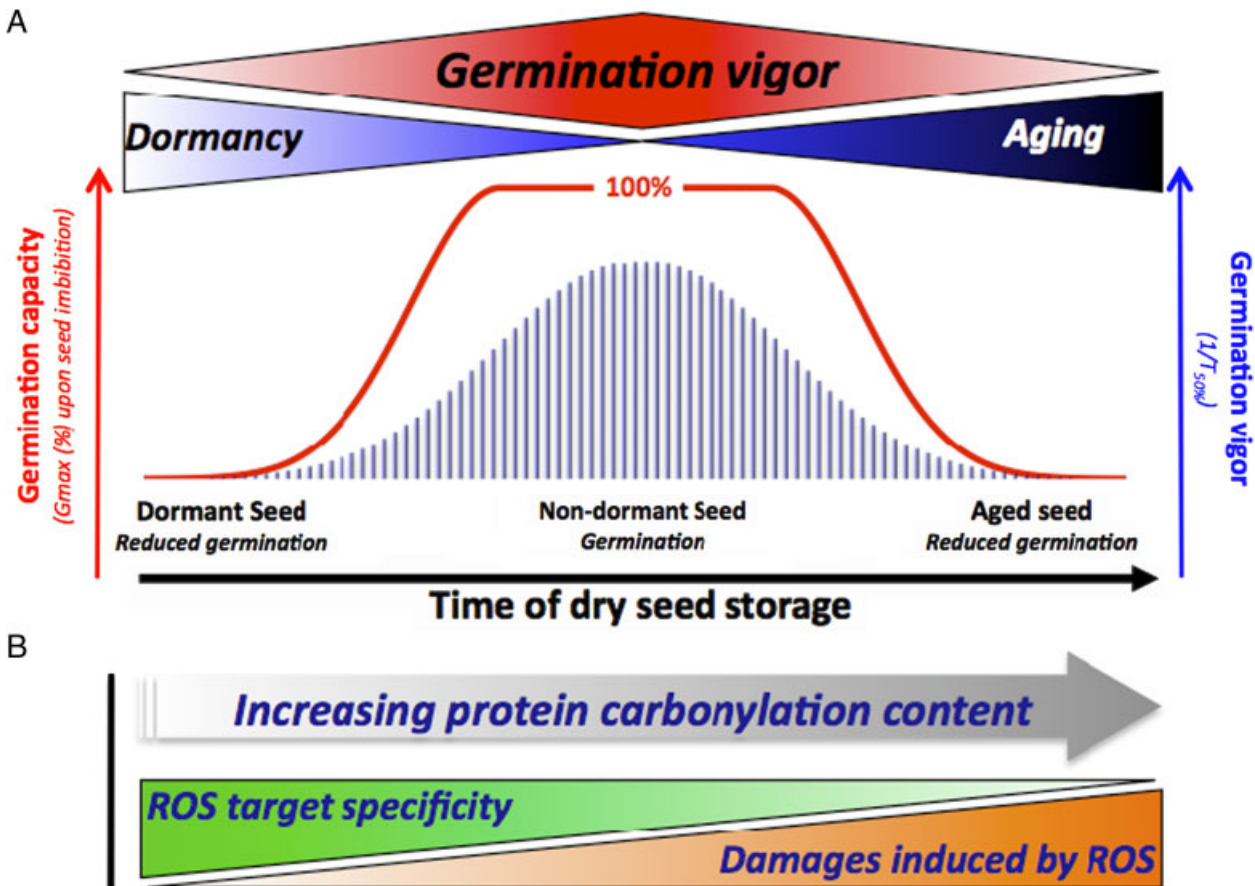 A
Germination vigor
Dormancy
Aging
100%
Germination capacity
(Gmax (%) upon seed imbibition)
Germination vigor
(1/T50%)
Dormant Seed
Reduced germination
Non-dormant Seed
Germination
Aged seed
Reduced germination
Time of dry seed storage
B
Increasing protein carbonylation content
ROS target specificity
Damages induced by ROS